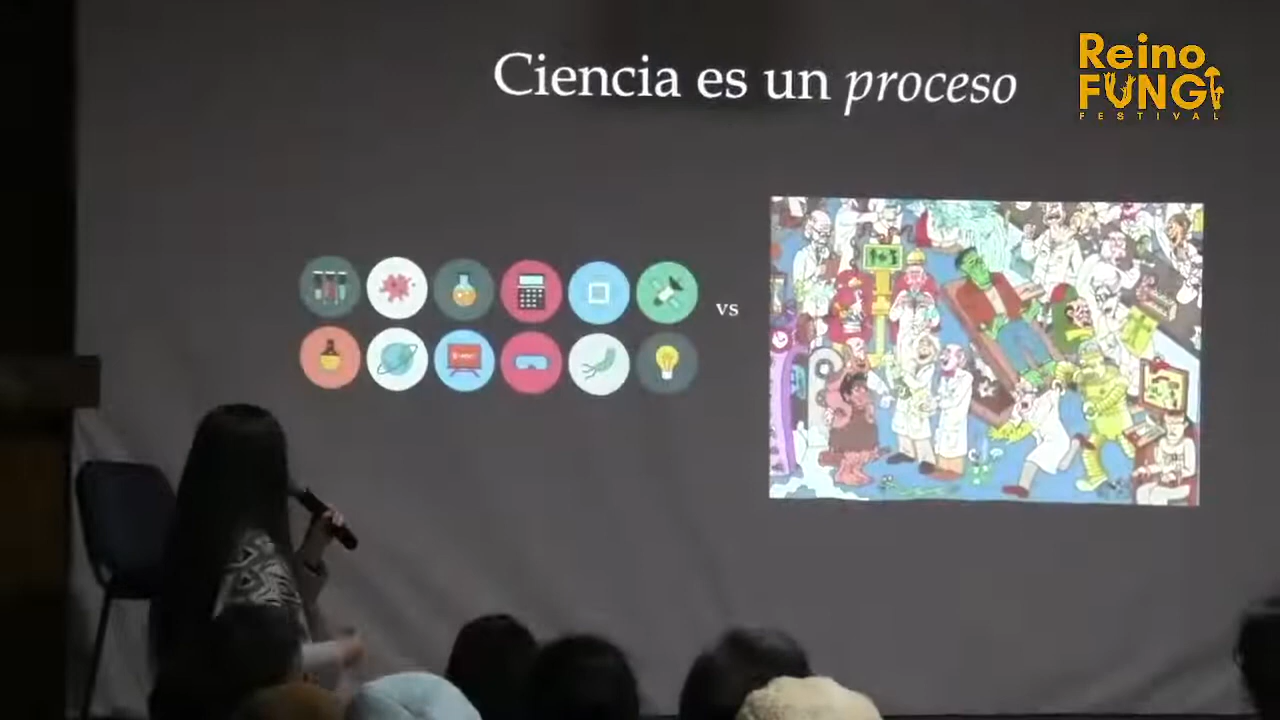 Ciencia es un proceso
Reino
FUNGI
FESTIVAL
vs